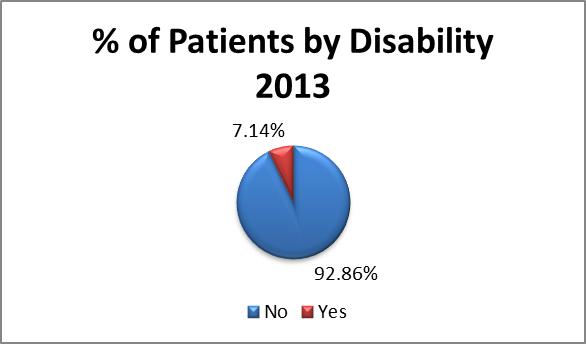 % of Patients by Disability
2013
7.14%
92.86%
No Yes